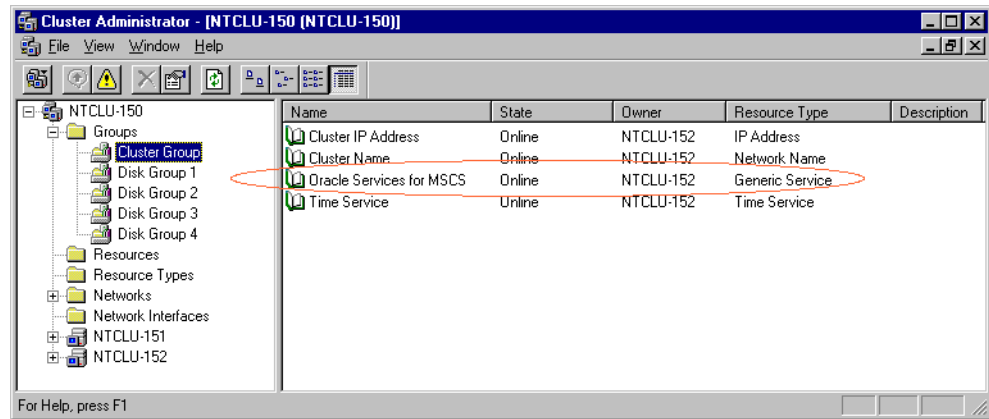 Cluster Administrator - [NTCLU-150 (NTCLU-150)]
File View Window Help
NTCLU-150
Groups
Cluster Group
Disk Group 1
Disk Group 2
Disk Group 3
Disk Group 4
Resources
Resource Types
Networks
Network Interfaces
NTCLU-151
NTCLU-152
Name State Owner Resource Type Description
Cluster IP Address Online NTCLU-152 IP Address
Cluster Name Online NTCLU-152 Network Name
Oracle Services for MSCS Online NTCLU-152 Generic Service
Time Service Online NTCLU-152 Time Service
For Help, press F1